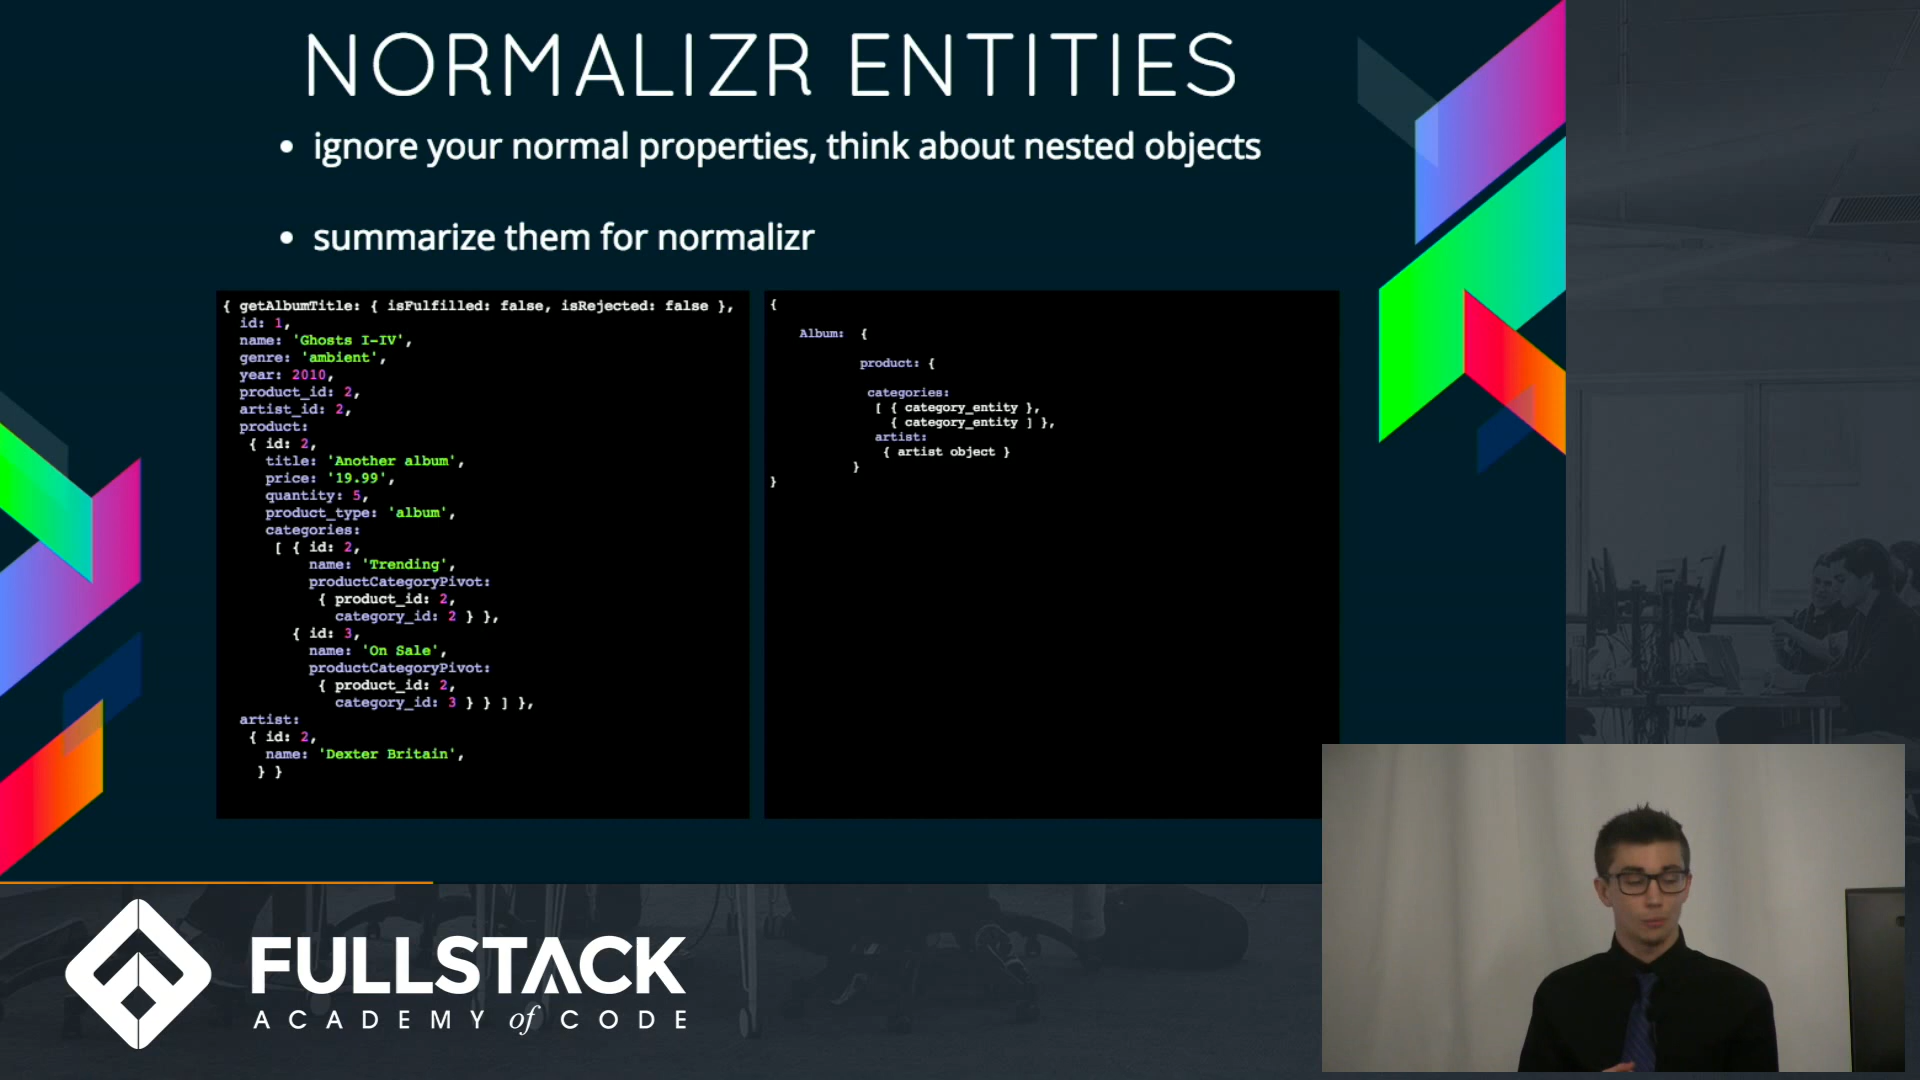 NORMALIZR ENTITIES
• ignore your normal properties, think about nested objects
• summarize them for normalizr
{ getAlbumTitle: { isFulfilled: false, isRejected: false },
id: 1,
name: 'Ghosts I-IV',
genre: 'ambient',
year: 2010,
product_id: 2,
artist_id: 2,
product:
{ id: 2,
title: 'Another album',
price: '19.99',
quantity: 5,
product_type: 'album',
categories:
[ { id: 2,
name: 'Trending',
productCategoryPivot:
{ product_id: 2,
category_id: 2 } },
{ id: 3,
name: 'On Sale',
productCategoryPivot:
{ product_id: 2,
category_id: 3 } } ] },
artist:
{ id: 2,
name: 'Dexter Britain',
} }
{
Album: {
product: {
categories:
[ { category_entity },
{ category_entity ] },
artist:
{ artist object }
}
}
FULLSTACK
ACADEMY of CODE